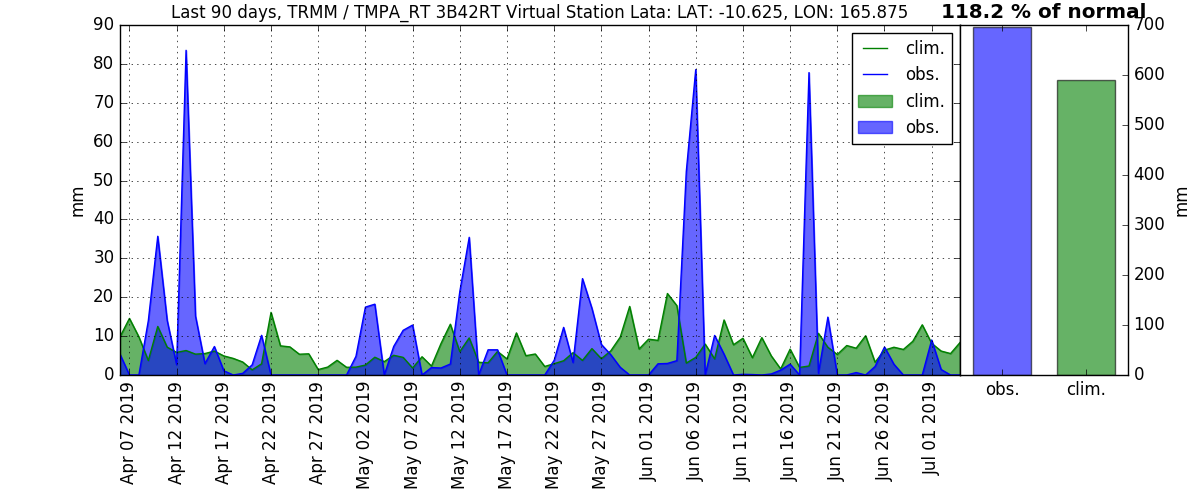 Last 90 days, TRMM / TMPA_RT 3B42RT Virtual Station Lata: LAT: -10.625, LON: 165.875
118.2 % of normal
90
80
70
60
50
40
30
20
10
0
mm
clim.
obs.
clim.
obs.
700
600
500
400
300
200
100
0
mm
obs.
clim.
Apr 07 2019
Apr 12 2019
Apr 17 2019
Apr 22 2019
Apr 27 2019
May 02 2019
May 07 2019
May 12 2019
May 17 2019
May 22 2019
May 27 2019
Jun 01 2019
Jun 06 2019
Jun 11 2019
Jun 16 2019
Jun 21 2019
Jun 26 2019
Jul 01 2019